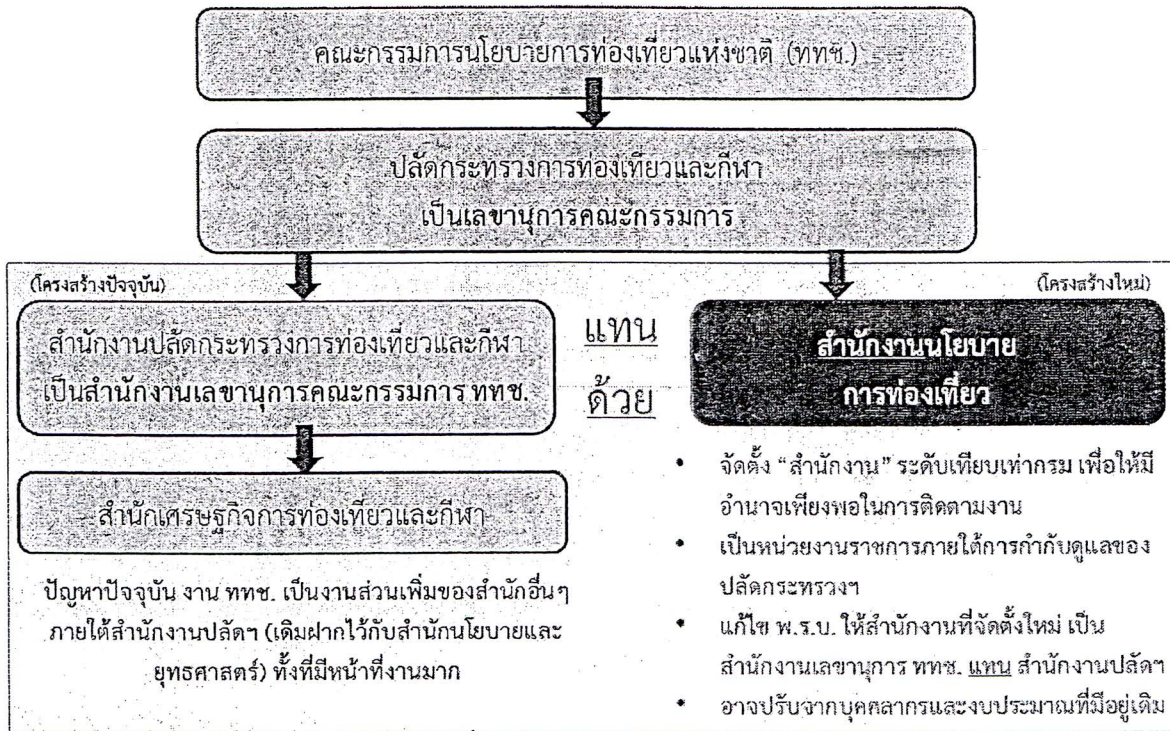 คณะกรรมการนโยบายการท่องเที่ยวแห่งชาติ (ททช.)
ปลัดกระทรวงการท่องเที่ยวและกีฬา
เป็นเลขานุการคณะกรรมการ
(โครงสร้างปัจจุบัน)
สำนักงานปลัดกระทรวงการท่องเที่ยวและกีฬา
เป็นสำนักงานเลขานุการคณะกรรมการ ททช.
สำนักเศรษฐกิจการท่องเที่ยวและกีฬา
ปัญหาปัจจุบัน งาน ททช. เป็นงานส่วนเพิ่มของสำนักอื่นๆ
ภายใต้สำนักงานปลัดฯ (เดิมฝากไว้กับสำนักนโยบายและ
ยุทธศาสตร์) ทั้งที่มีหน้าที่งานมาก
แทน
ด้วย
(โครงสร้างใหม่)
สำนักงานนโยบาย
การท่องเที่ยว
• จัดตั้ง “สำนักงาน” ระดับเทียบเท่ากรม เพื่อให้มี
อำนาจเพียงพอในการติดตามงาน
• เป็นหน่วยงานราชการภายใต้การกำกับดูแลของ
ปลัดกระทรวงฯ
• แก้ไข พ.ร.บ. ให้สำนักงานที่จัดตั้งใหม่ เป็น
สำนักงานเลขานุการ ททช. แทน สำนักงานปลัดฯ
• อาจปรับจากบุคคลากรและงบประมาณที่มีอยู่เดิม